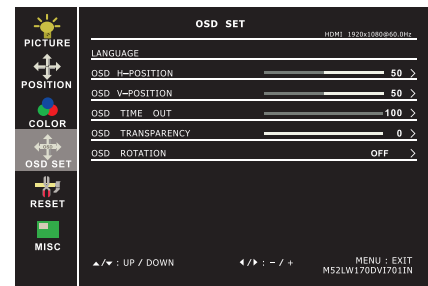 OSD SET
HDMI 1920x1080@60.0Hz
PICTURE
POSITION
COLOR
OSD
OSD SET
RESET
MISC
LANGUAGE
OSD H-POSITION 50 >
OSD V-POSITION 50 >
OSD TIME OUT 100 >
OSD TRANSPARENCY 0 >
OSD ROTATION OFF >
▲/▼ : UP / DOWN ◀/▶ : - / + MENU : EXIT
M52LW170DVI701IN